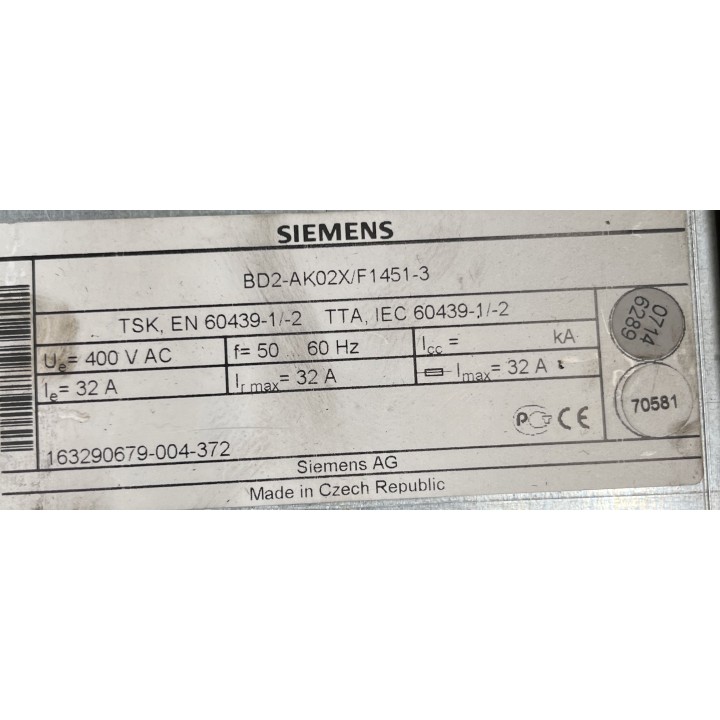 SIEMENS
BD2-AK02X/F1451-3
TSK, EN 60439-1/-2 TTA, IEC 60439-1/-2
Ue= 400 V AC f= 50 ... 60 Hz Icc = kA
Ie= 32 A Ir max= 32 A Imax= 32 A
0714
6289
70581
PCT CE
163290679-004-372
Siemens AG
Made in Czech Republic